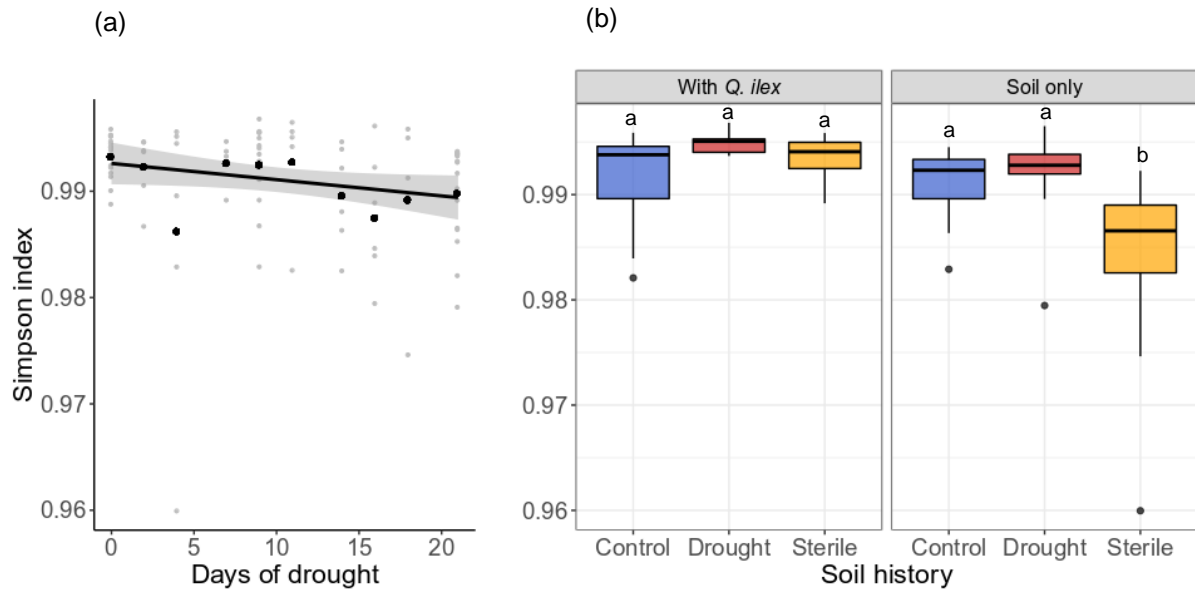 (a)
(b)
With Q. ilex
Soil only
a
a
a
a
a
b
0.99
0.98
0.97
0.96
0.99
0.98
0.97
0.96
Simpson index
0
5
10
15
20
Days of drought
Control
Drought
Sterile
Control
Drought
Sterile
Soil history